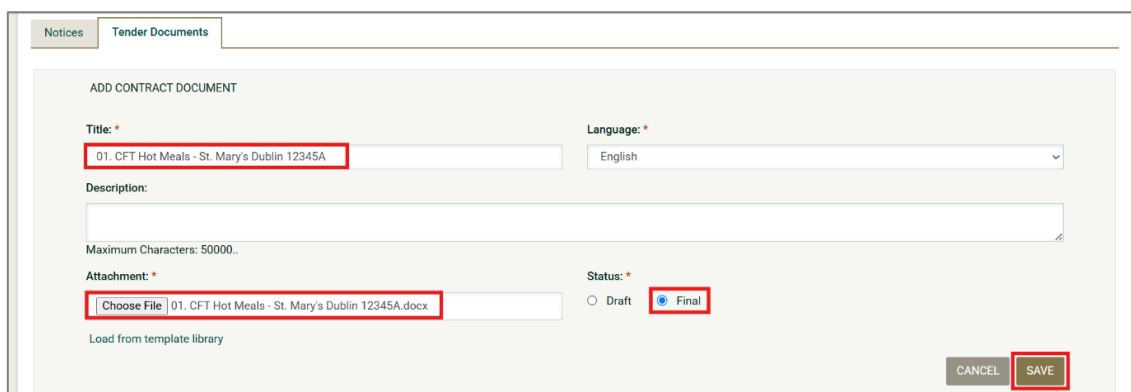 Notices Tender Documents
ADD CONTRACT DOCUMENT
Title: * Language: *
01. CFT Hot Meals - St. Mary's Dublin 12345A English
Description:
Maximum Characters: 50000..
Attachment: * Status: *
Choose File 01. CFT Hot Meals - St. Mary's Dublin 12345A.docx Draft Final
Load from template library
CANCEL SAVE